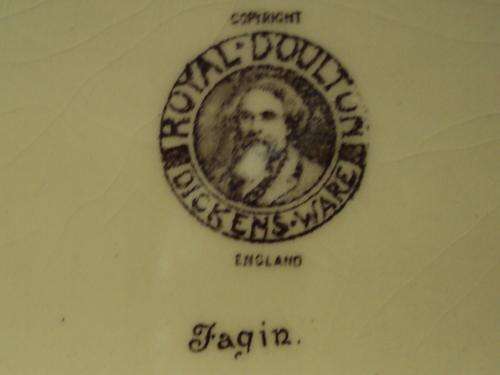 COPYRIGHT
ROYAL · DOULTON
DICKENS · WARE
ENGLAND
Fagin.